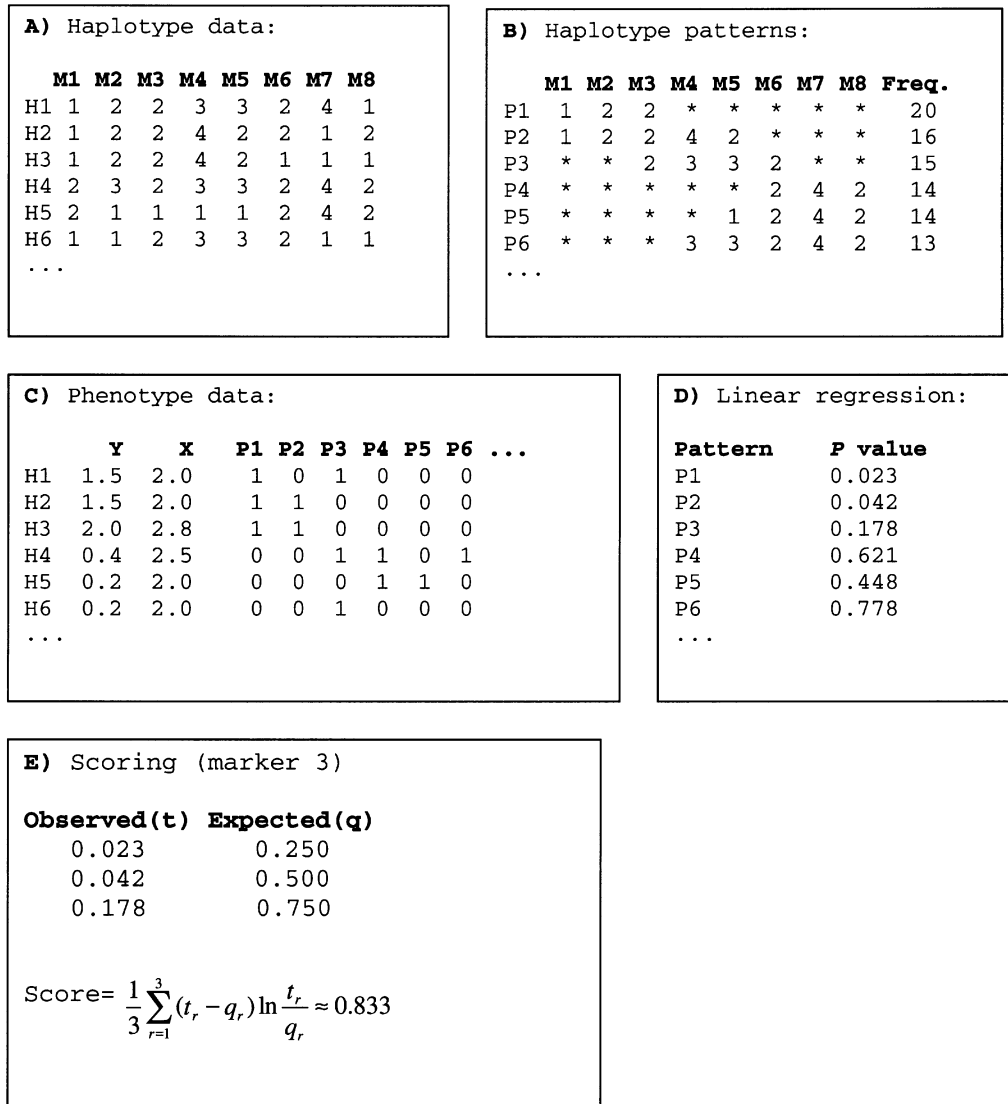 A) Haplotype data:
M1 M2 M3 M4 M5 M6 M7 M8
H1 1 2 2 3 3 2 4 1
H2 1 2 2 4 2 2 1 2
H3 1 2 2 4 2 1 1 1
H4 2 3 2 3 3 2 4 2
H5 2 1 1 1 1 2 4 2
H6 1 1 2 3 3 2 1 1
...
B) Haplotype patterns:
M1 M2 M3 M4 M5 M6 M7 M8 Freq.
P1 1 2 2 * * * * * 20
P2 1 2 2 4 2 * * * 16
P3 * * 2 3 3 2 * * 15
P4 * * * * * 2 4 2 14
P5 * * * * 1 2 4 2 14
P6 * * * 3 3 2 4 2 13
...
C) Phenotype data:
Y X P1 P2 P3 P4 P5 P6 ...
H1 1.5 2.0 1 0 1 0 0 0
H2 1.5 2.0 1 1 0 0 0 0
H3 2.0 2.8 1 1 0 0 0 0
H4 0.4 2.5 0 0 1 1 0 1
H5 0.2 2.0 0 0 0 1 1 0
H6 0.2 2.0 0 0 1 0 0 0
...
D) Linear regression:
Pattern P value
P1 0.023
P2 0.042
P3 0.178
P4 0.621
P5 0.448
P6 0.778
...
E) Scoring (marker 3)
Observed(t) Expected(q)
0.023 0.250
0.042 0.500
0.178 0.750
Score= \frac{1}{3}\sum_{r=1}^{3}(t_r - q_r)\ln\frac{t_r}{q_r} ≈ 0.833